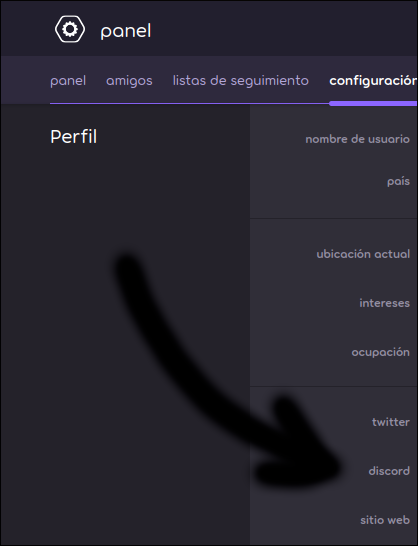 panel
panel amigos listas de seguimiento configuración
Perfil
nombre de usuario
país
ubicación actual
intereses
ocupación
twitter
discord
sitio web